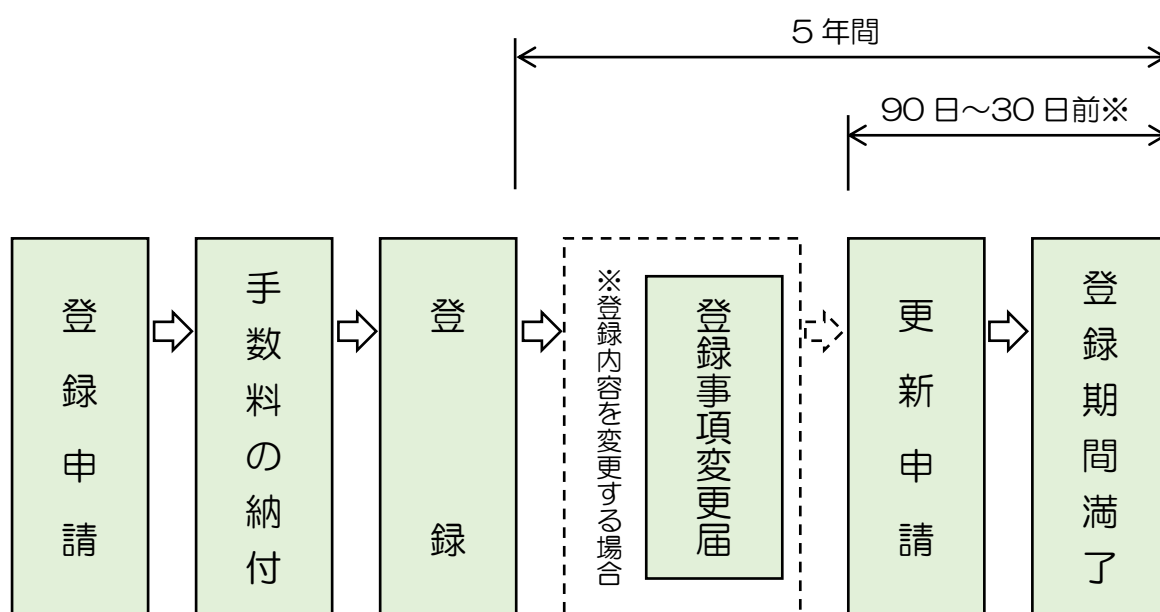 5年間
90日～30日前※
登録申請
手数料の納付
登録
※登録内容を変更する場合
登録事項変更届
更新申請
登録期間満了